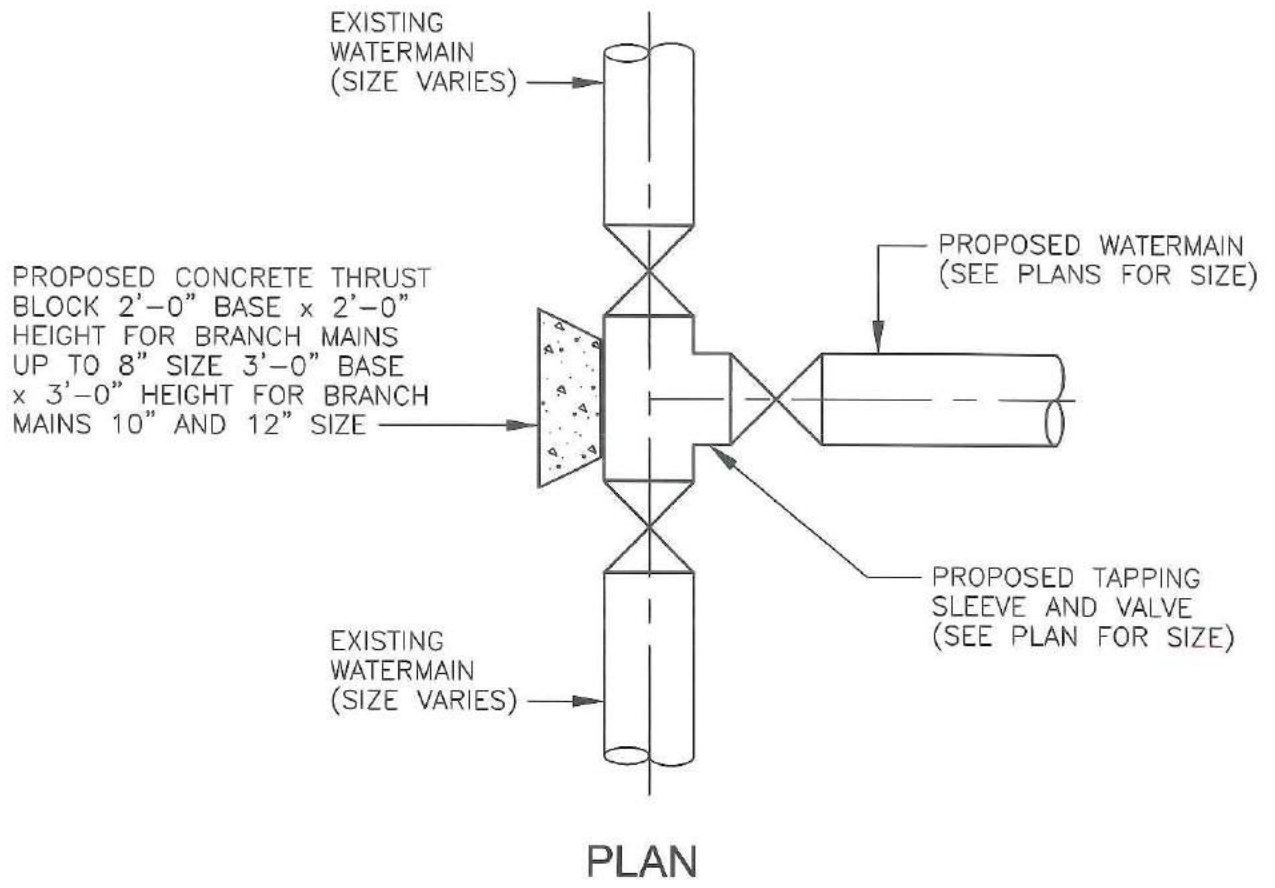 EXISTING
WATERMAIN
(SIZE VARIES)
PROPOSED WATERMAIN
(SEE PLANS FOR SIZE)
PROPOSED CONCRETE THRUST
BLOCK 2'-0" BASE x 2'-0"
HEIGHT FOR BRANCH MAINS
UP TO 8" SIZE 3'-0" BASE
x 3'-0" HEIGHT FOR BRANCH
MAINS 10" AND 12" SIZE
PROPOSED TAPPING
SLEEVE AND VALVE
(SEE PLAN FOR SIZE)
EXISTING
WATERMAIN
(SIZE VARIES)
PLAN